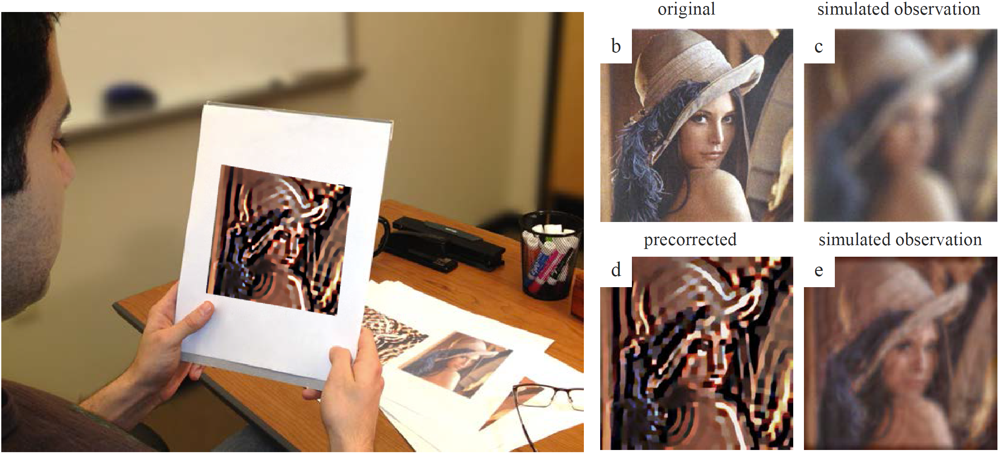 original
simulated observation
b
c
precorrected
simulated observation
d
e